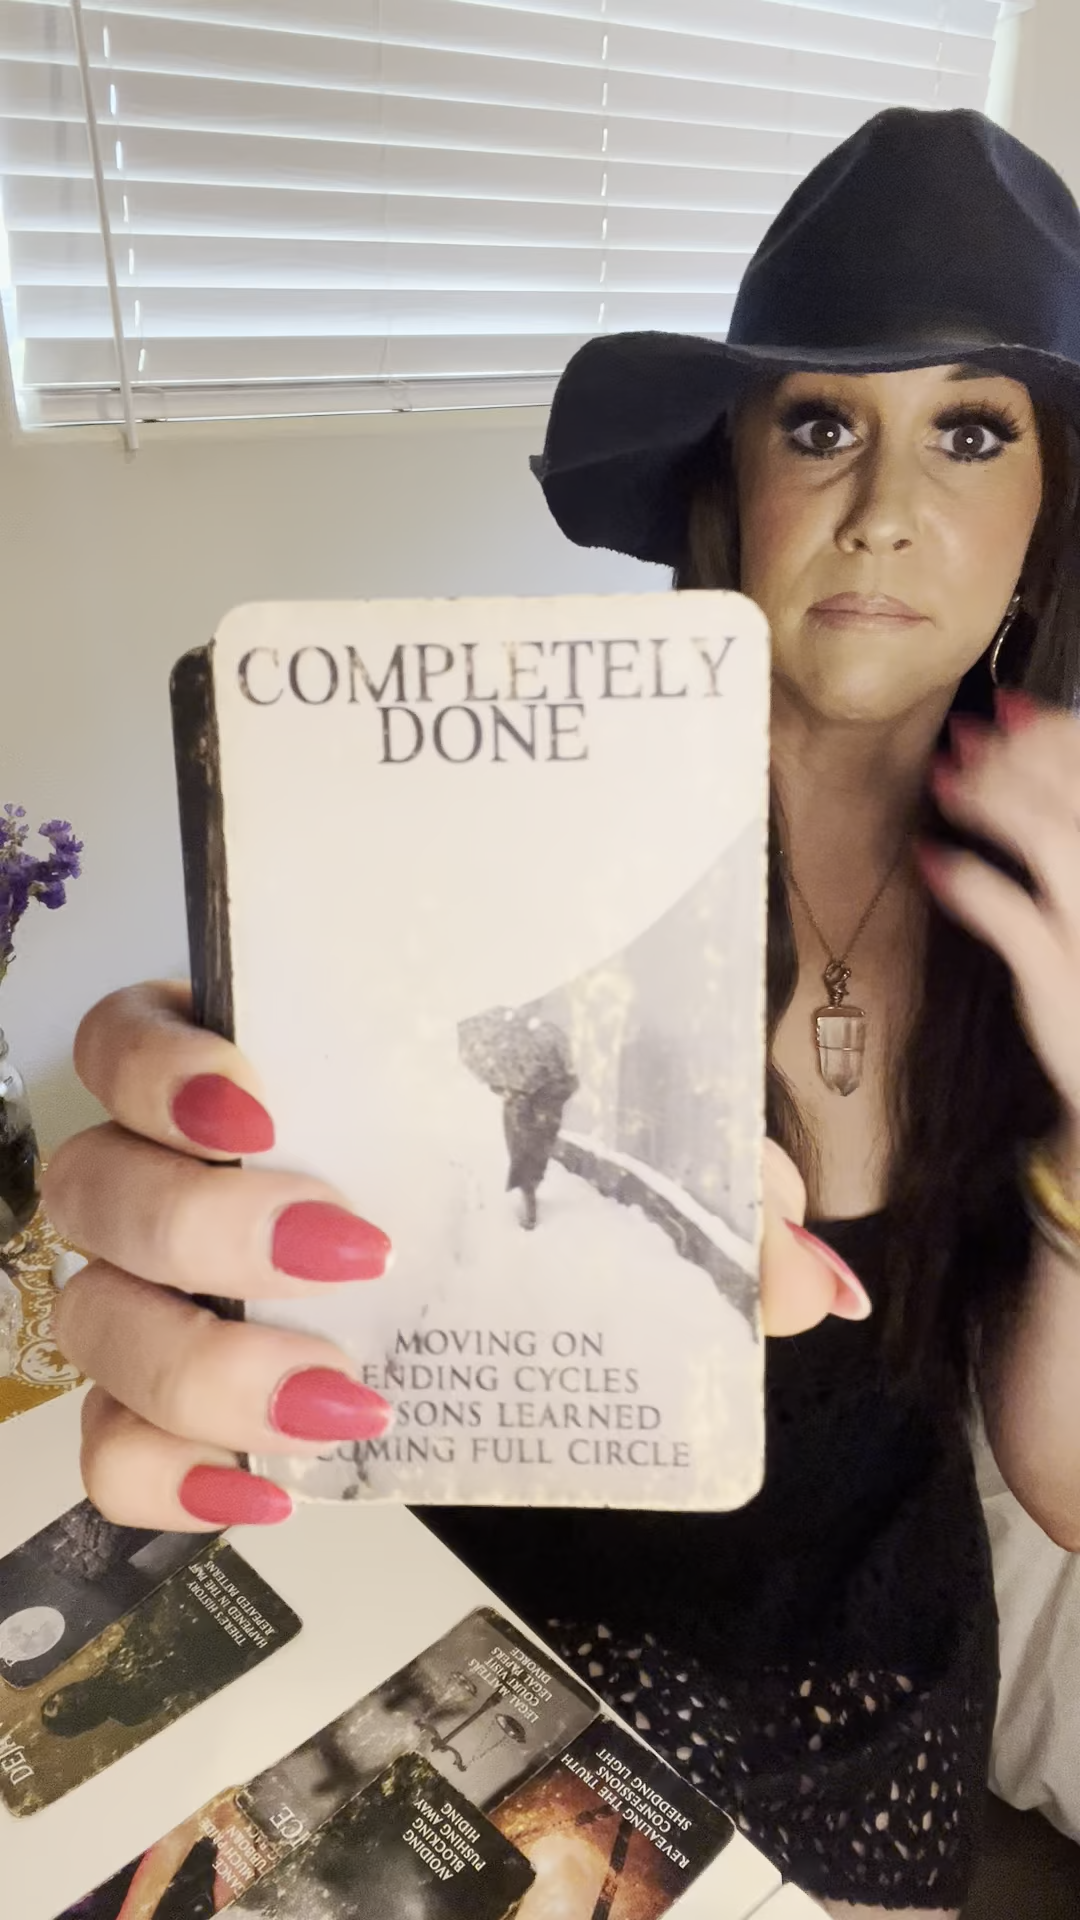 COMPLETELY
DONE
MOVING ON
ENDING CYCLES
LEARNED
COMING FULL CIRCLE
THERE'S HISTORY
HAPPENED IN THE PAST
REPEATED PATTERNS
LEGAL MATTERS
COURT VISIT
LEGAL PAPERS
DIVORCE
AVOIDING
BLOCKING
PUSHING AWAY
HIDING
REVEALING THE TRUTH
CONFESSIONS
SHEDDING LIGHT